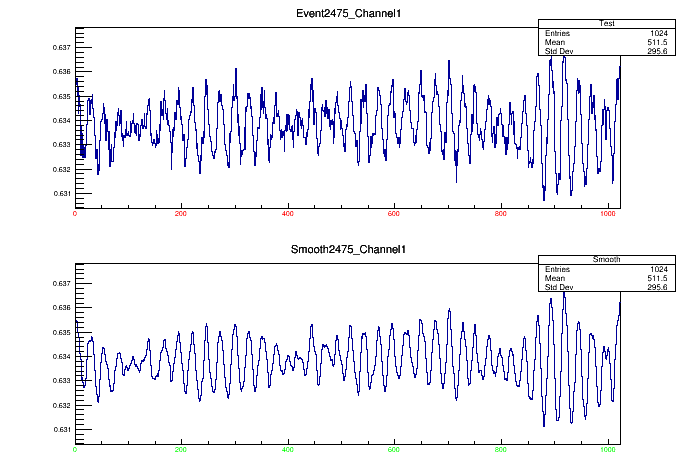 Event2475_Channel1
Test
Entries 1024
Mean 511.5
Std Dev 295.6
0.637
0.636
0.635
0.634
0.633
0.632
0.631
0 200 400 600 800 1000
Smooth2475_Channel1
Smooth
Entries 1024
Mean 511.5
Std Dev 295.6
0.637
0.636
0.635
0.634
0.633
0.632
0.631
0 200 400 600 800 1000